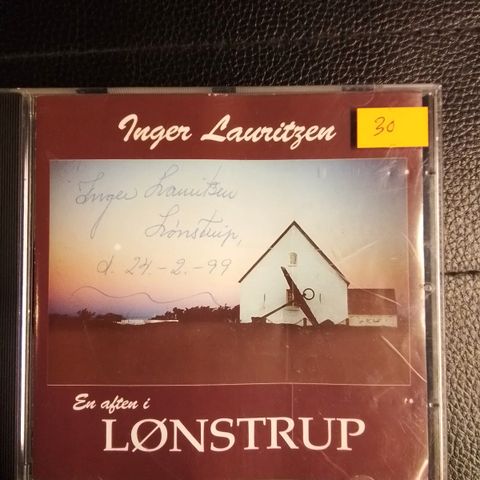 Inger Lauritzen
30
Inger Lauritzen
Lønstrup,
d. 24.-2.-99
En aften i
LØNSTRUP